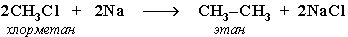 2CH₃Cl + 2Na ⟶ CH₃–CH₃ + 2NaCl
хлорметан этан